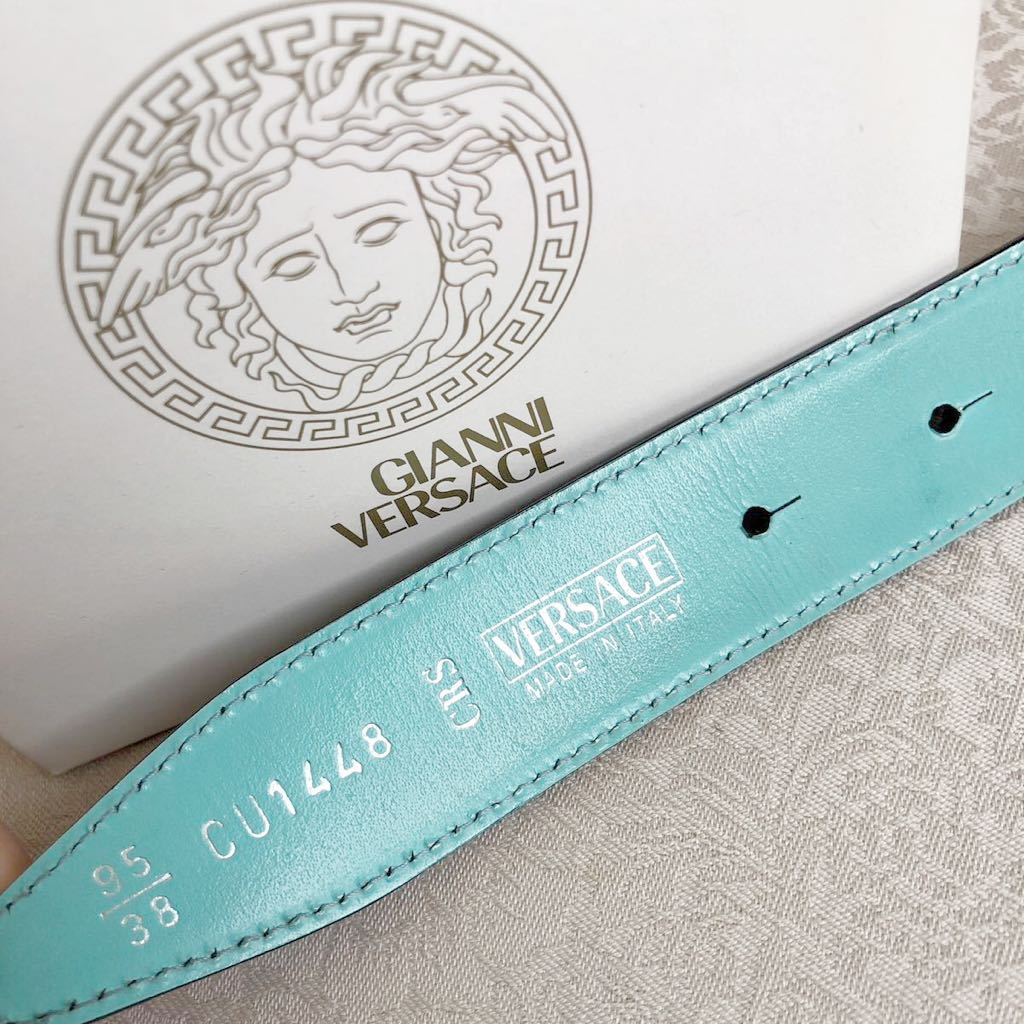 GIANNI
VERSACE
VERSACE
MADE IN ITALY
CRS
CU1448
95
38